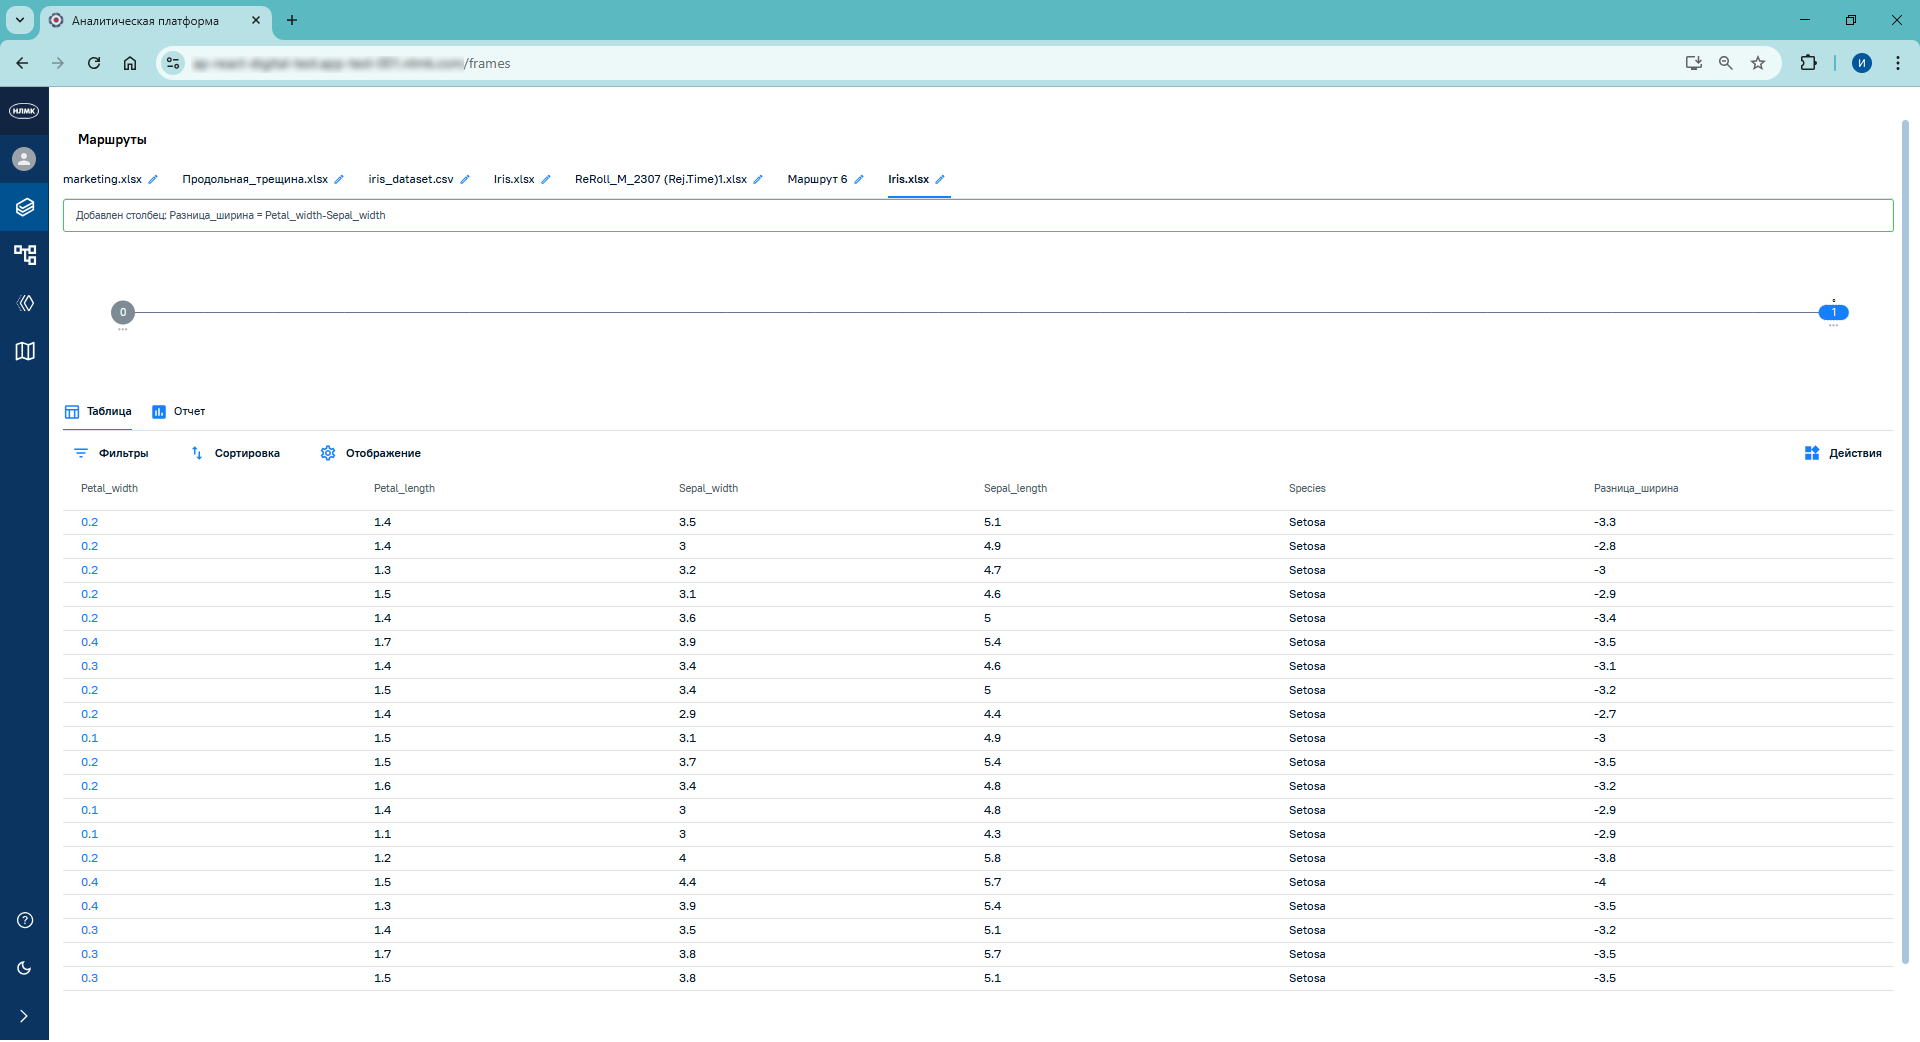 Аналитическая платформа
/frames
НЛМК
И
Маршруты
marketing.xlsx Продольная_трещина.xlsx iris_dataset.csv Iris.xlsx ReRoll_M_2307 (Rej.Time)1.xlsx Маршрут 6 Iris.xlsx
Добавлен столбец: Разница_ширина = Petal_width-Sepal_width
0 1
Таблица Отчет
Фильтры Сортировка Отображение Действия
Petal_width Petal_length Sepal_width Sepal_length Species Разница_ширина
0.2 1.4 3.5 5.1 Setosa -3.3
0.2 1.4 3 4.9 Setosa -2.8
0.2 1.3 3.2 4.7 Setosa -3
0.2 1.5 3.1 4.6 Setosa -2.9
0.2 1.4 3.6 5 Setosa -3.4
0.4 1.7 3.9 5.4 Setosa -3.5
0.3 1.4 3.4 4.6 Setosa -3.1
0.2 1.5 3.4 5 Setosa -3.2
0.2 1.4 2.9 4.4 Setosa -2.7
0.1 1.5 3.1 4.9 Setosa -3
0.2 1.5 3.7 5.4 Setosa -3.5
0.2 1.6 3.4 4.8 Setosa -3.2
0.1 1.4 3 4.8 Setosa -2.9
0.1 1.1 3 4.3 Setosa -2.9
0.2 1.2 4 5.8 Setosa -3.8
0.4 1.5 4.4 5.7 Setosa -4
0.4 1.3 3.9 5.4 Setosa -3.5
0.3 1.4 3.5 5.1 Setosa -3.2
0.3 1.7 3.8 5.7 Setosa -3.5
0.3 1.5 3.8 5.1 Setosa -3.5